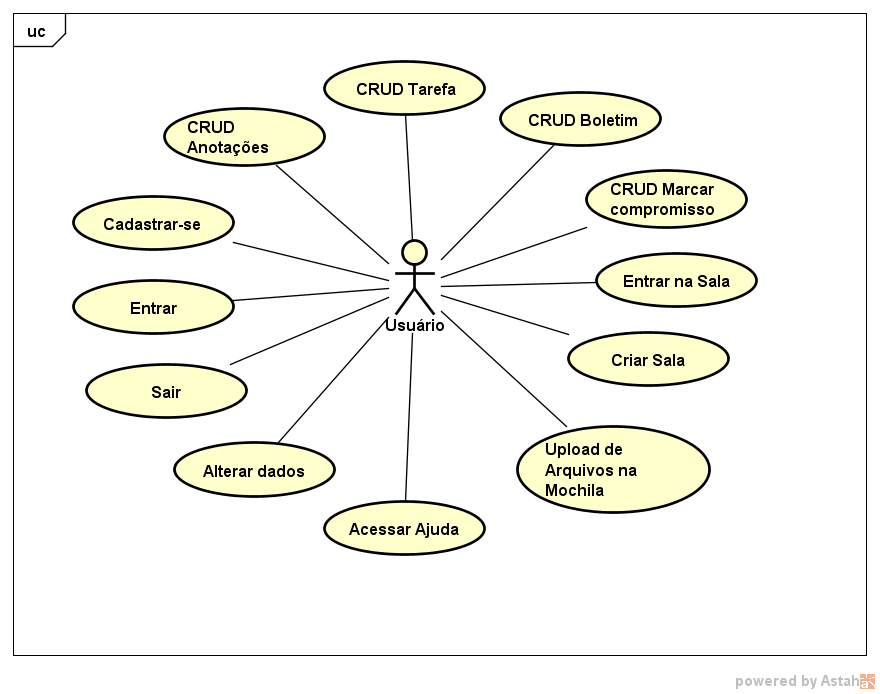 uc
CRUD Tarefa
CRUD Boletim
CRUD
Anotações
CRUD Marcar
compromisso
Cadastrar-se
Entrar na Sala
Entrar
Usuário
Criar Sala
Sair
Upload de
Arquivos na
Mochila
Alterar dados
Acessar Ajuda
powered by Astah